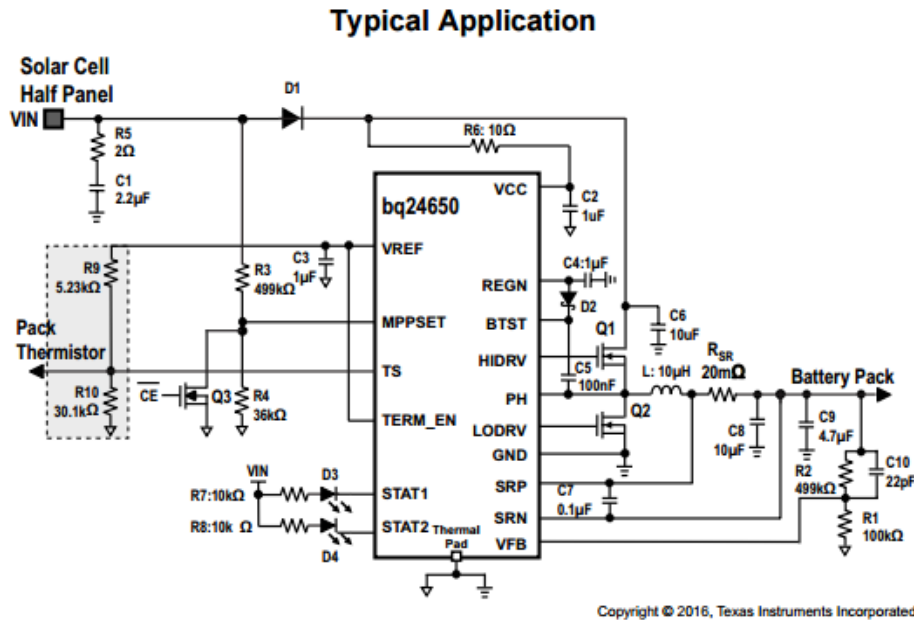 Typical Application
Solar Cell
Half Panel
VIN
D1
R5
2Ω
C1
2.2µF
R6: 10Ω
VCC
C2
1uF
bq24650
VREF
C3
1µF
R3
499kΩ
R9
5.23kΩ
REGN
C4:1µF
D2
BTST
Q1
C6
10uF
MPPSET
HIDRV
Pack
Thermistor
TS
C5
100nF
L: 10µH
RSR
20mΩ
Battery Pack
R10
30.1kΩ
CE
Q3
R4
36kΩ
PH
Q2
TERM_EN
LODRV
C8
10µF
C9
4.7µF
GND
R2
499kΩ
C10
22pF
VIN
D3
R7:10kΩ
STAT1
SRP
C7
0.1µF
R8:10k Ω
STAT2
SRN
R1
100kΩ
D4
Thermal
Pad
VFB
Copyright © 2016, Texas Instruments Incorporated